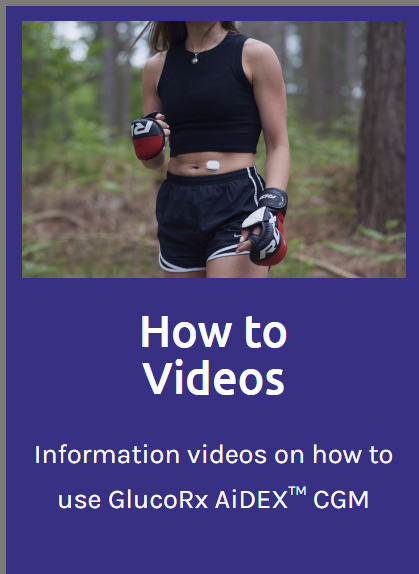 How to
Videos
Information videos on how to
use GlucoRx AiDEX™ CGM